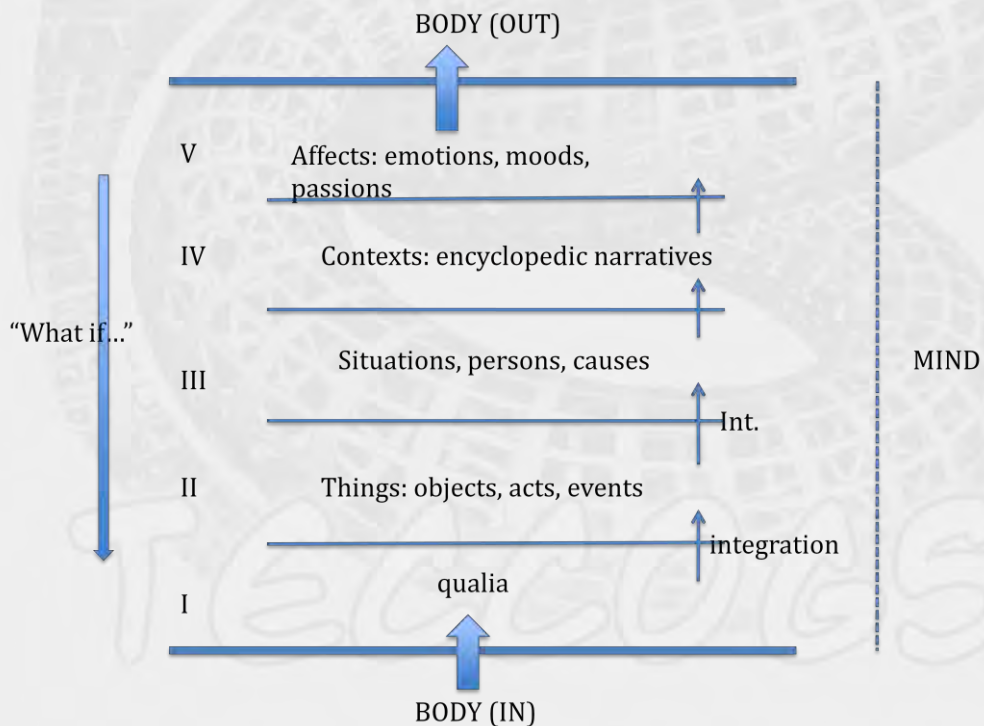 BODY (OUT)
V
Affects: emotions, moods,
passions
IV
Contexts: encyclopedic narratives
“What if…”
Situations, persons, causes
MIND
III
Int.
II
Things: objects, acts, events
integration
qualia
I
TECCOGS
BODY (IN)